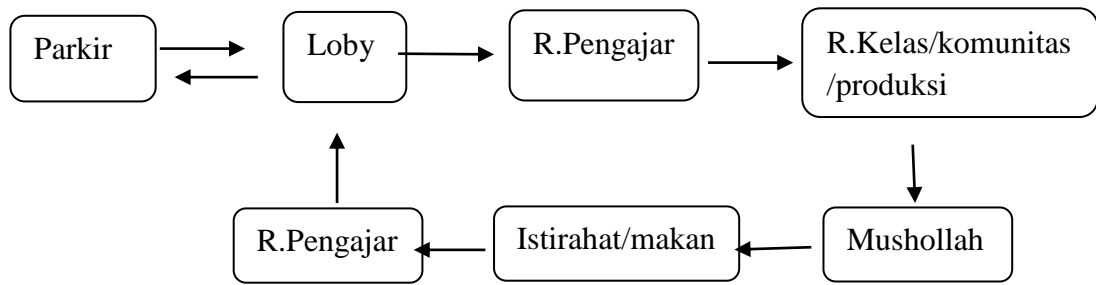 Parkir
Loby
R.Pengajar
R.Kelas/komunitas
/produksi
R.Pengajar
Istirahat/makan
Mushollah